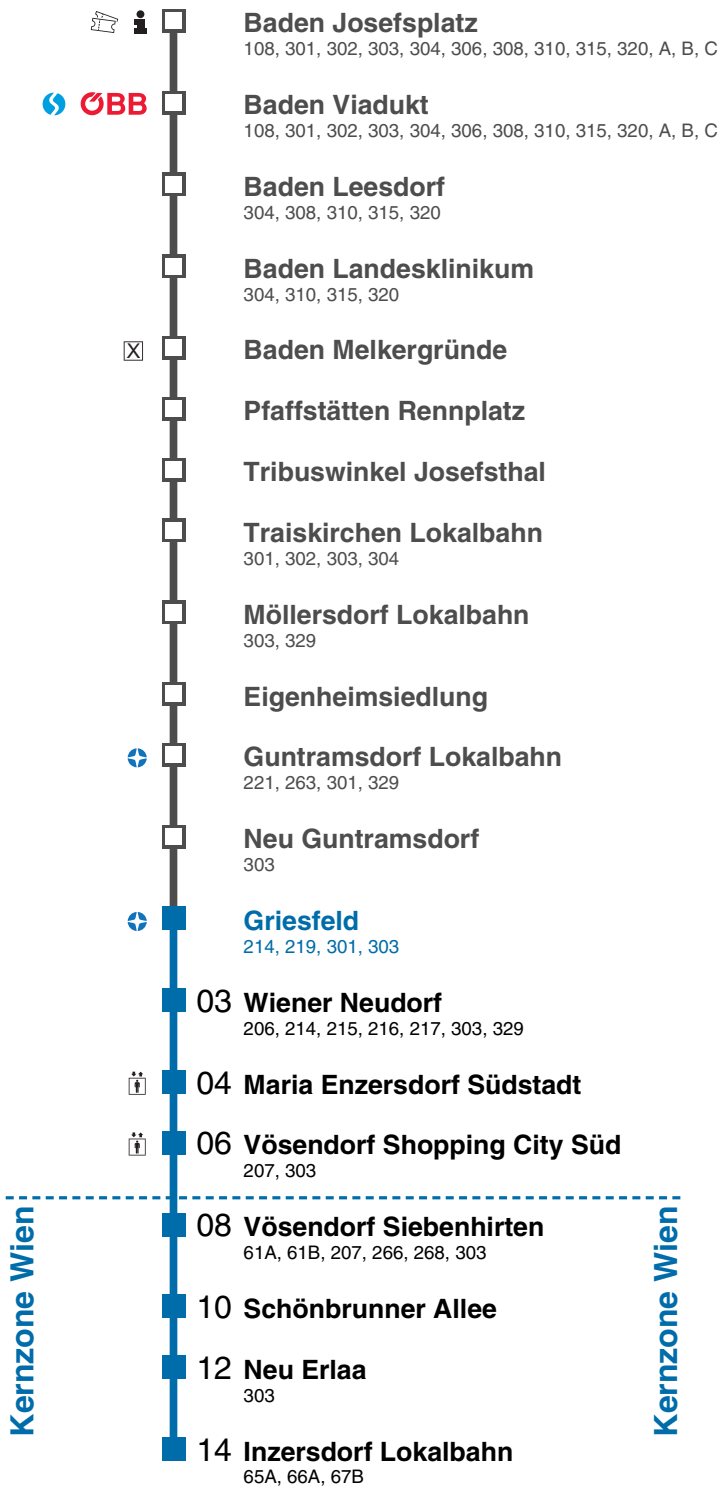 Baden Josefsplatz
108, 301, 302, 303, 304, 306, 308, 310, 315, 320, A, B, C
ÖBB Baden Viadukt
108, 301, 302, 303, 304, 306, 308, 310, 315, 320, A, B, C
Baden Leesdorf
304, 308, 310, 315, 320
Baden Landesklinikum
304, 310, 315, 320
X Baden Melkergründe
Pfaffstätten Rennplatz
Tribuswinkel Josefsthal
Traiskirchen Lokalbahn
301, 302, 303, 304
Möllersdorf Lokalbahn
303, 329
Eigenheimsiedlung
Guntramsdorf Lokalbahn
221, 263, 301, 329
Neu Guntramsdorf
303
Griesfeld
214, 219, 301, 303
03 Wiener Neudorf
206, 214, 215, 216, 217, 303, 329
04 Maria Enzersdorf Südstadt
06 Vösendorf Shopping City Süd
207, 303
Kernzone Wien
08 Vösendorf Siebenhirten
61A, 61B, 207, 266, 268, 303
10 Schönbrunner Allee
12 Neu Erlaa
303
14 Inzersdorf Lokalbahn
65A, 66A, 67B
Kernzone Wien